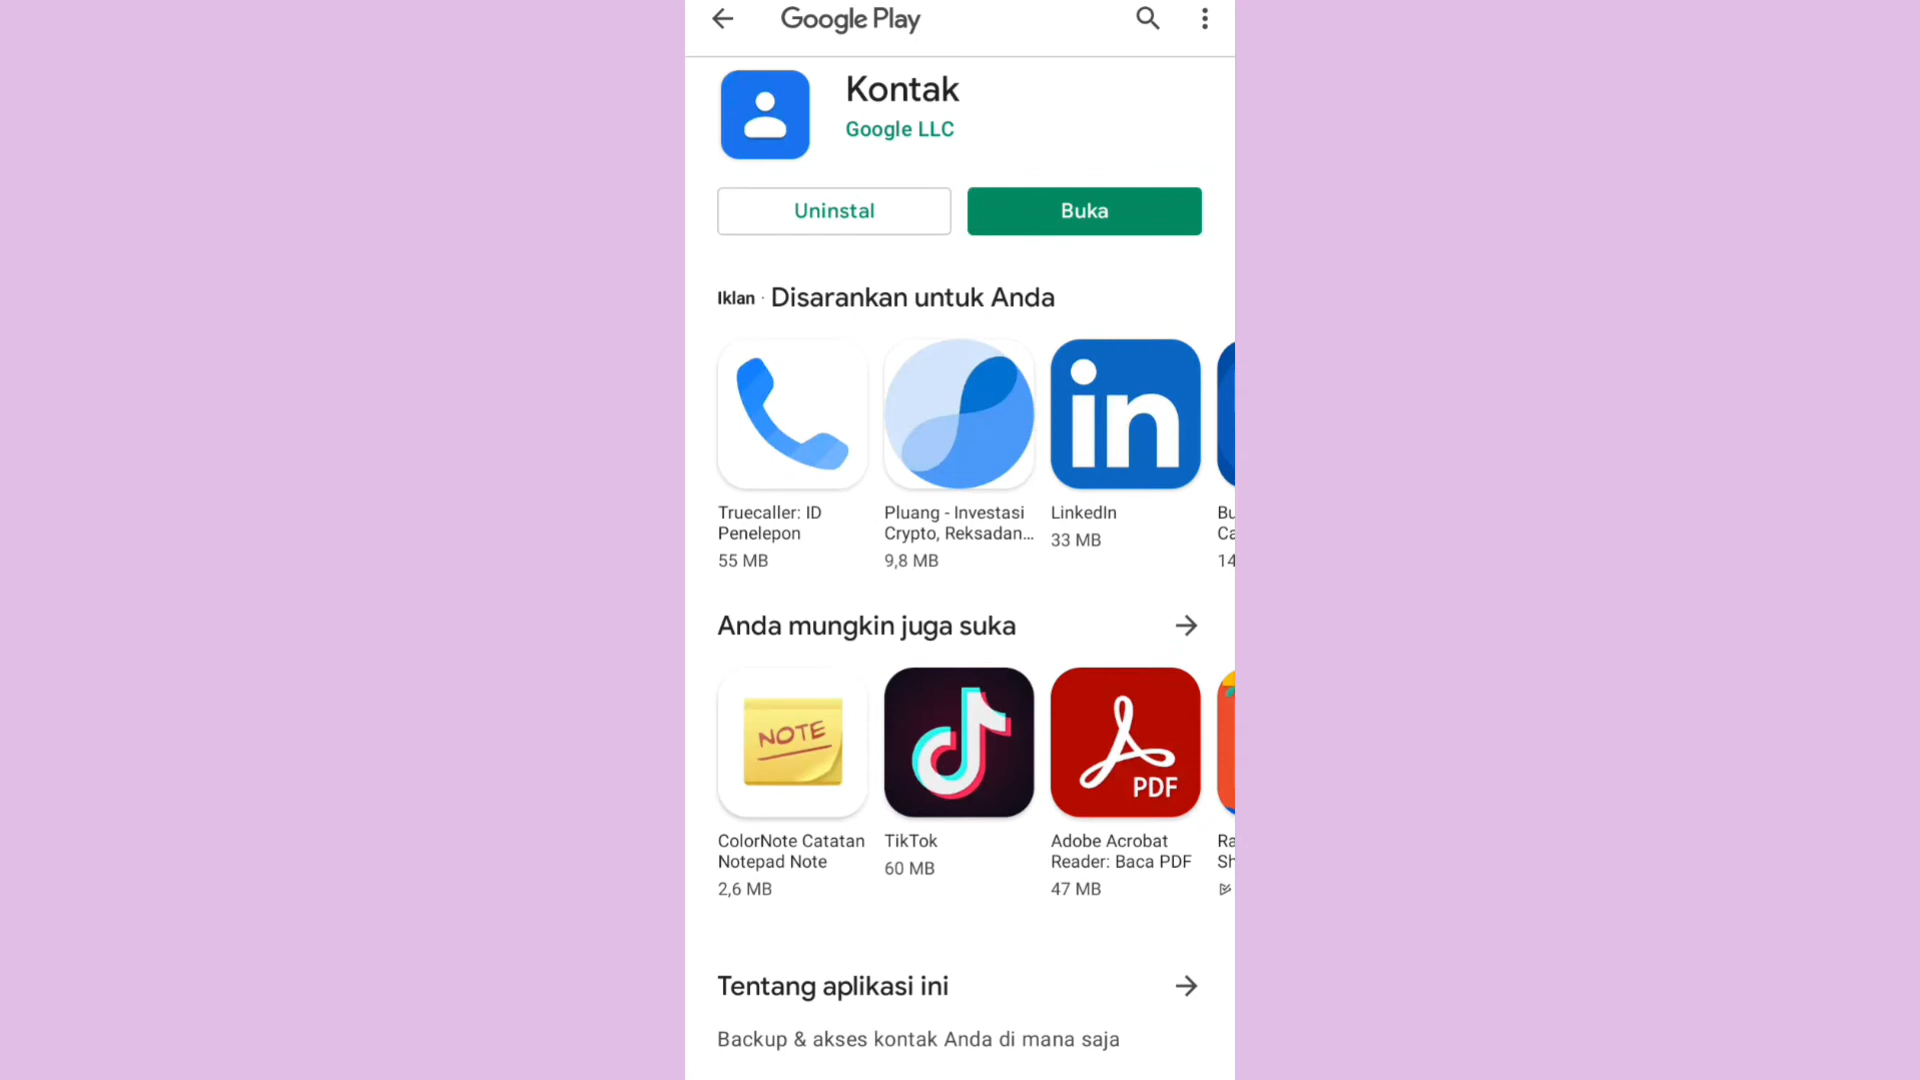 Google Play
Kontak
Google LLC
Uninstal
Buka
Iklan · Disarankan untuk Anda
in
Truecaller: ID
Penelepon
55 MB
Pluang - Investasi
Crypto, Reksadan...
9,8 MB
LinkedIn
33 MB
Bu
Ca
14
Anda mungkin juga suka
NOTE
PDF
ColorNote Catatan
Notepad Note
2,6 MB
TikTok
60 MB
Adobe Acrobat
Reader: Baca PDF
47 MB
Ra
Sh
Tentang aplikasi ini
Backup & akses kontak Anda di mana saja